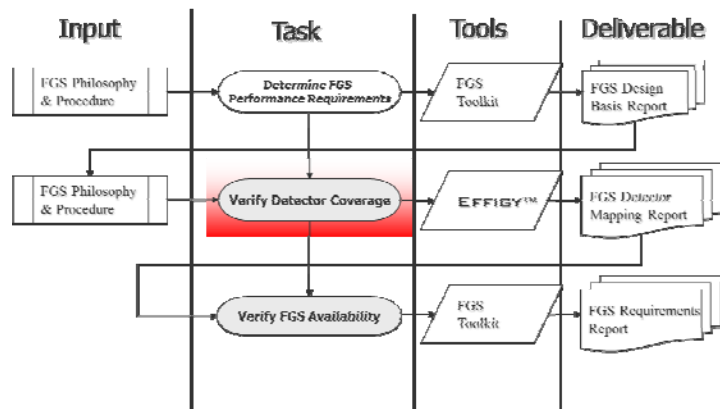 Input
Task
Tools
Deliverable
FGS Philosophy
& Procedure
Determine FGS
Performance Requirements
FGS
Toolkit
FGS Design
Basis Report
FGS Philosophy
& Procedure
Verify Detector Coverage
EFFIGY™
FGS Detector
Mapping Report
Verify FGS Availability
FGS
Toolkit
FGS Requirements
Report